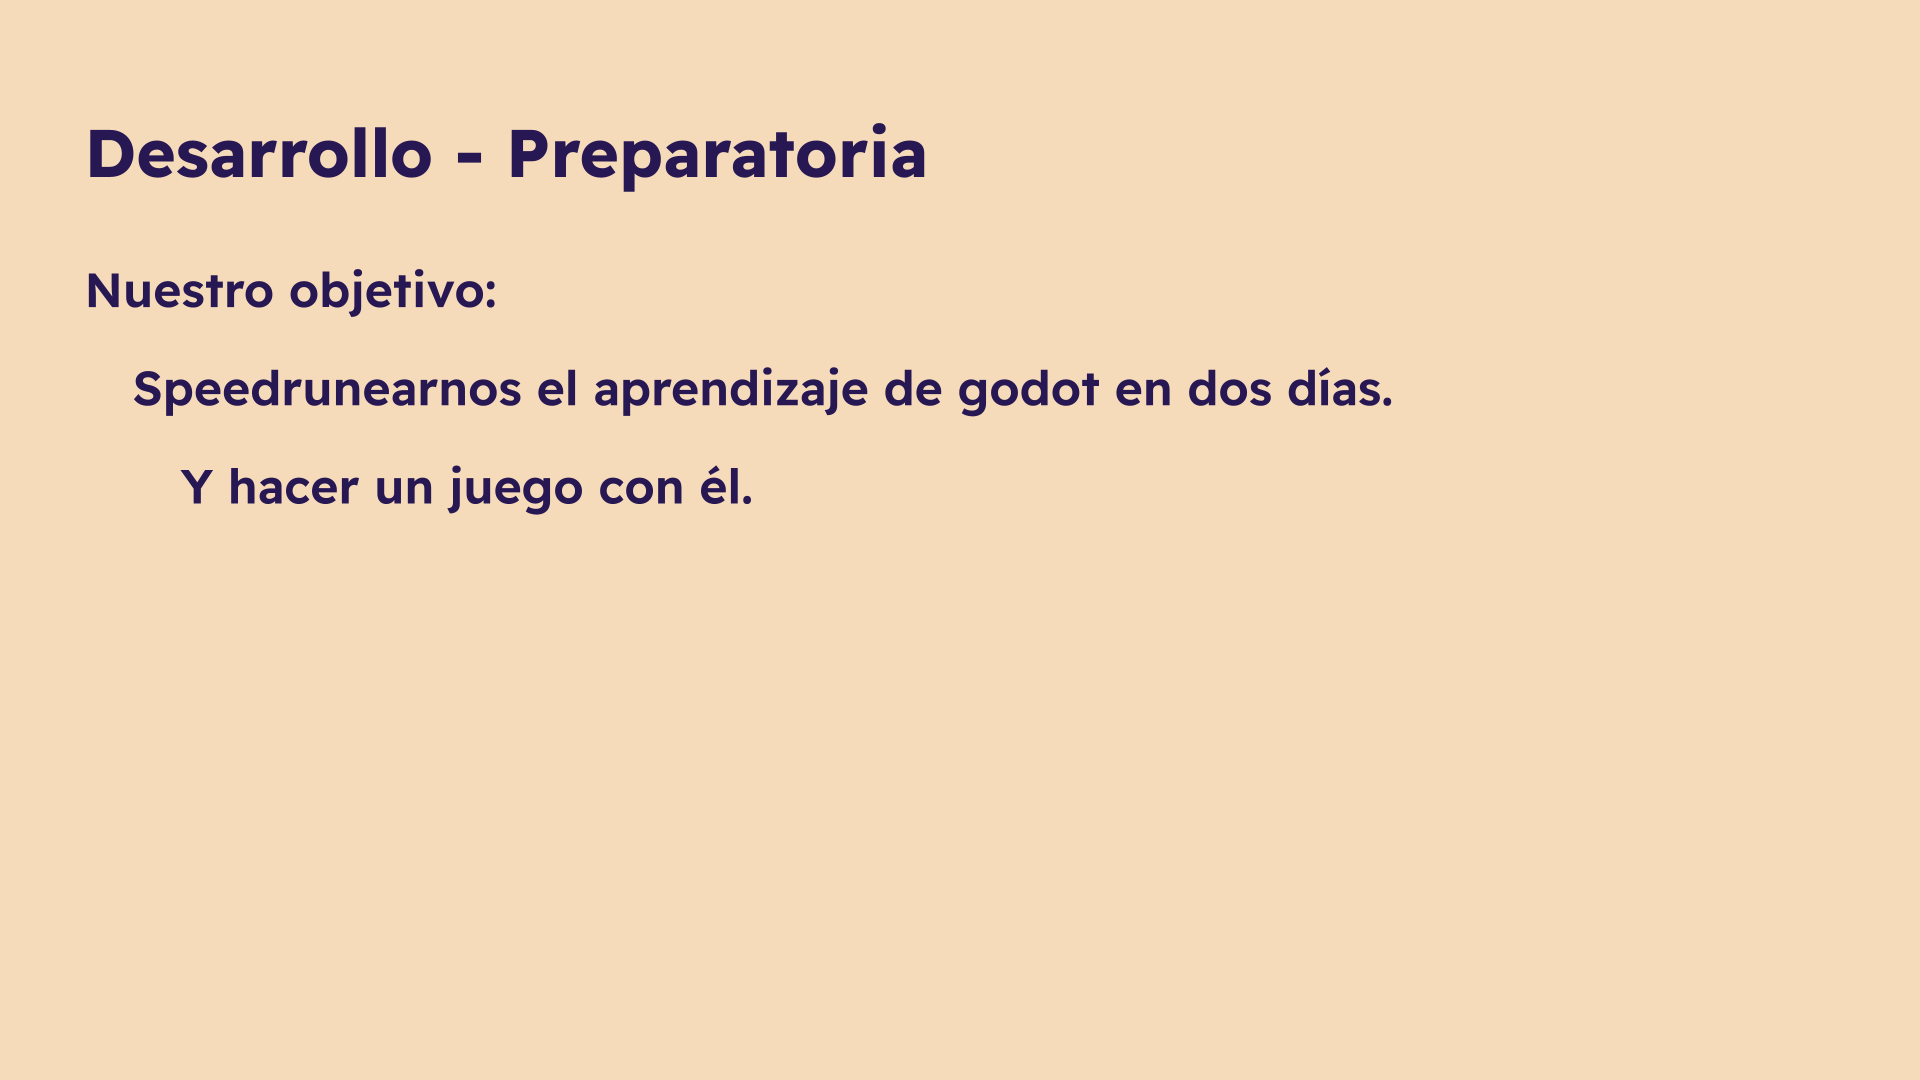 Desarrollo - Preparatoria
Nuestro objetivo:
Speedrunearnos el aprendizaje de godot en dos días.
Y hacer un juego con él.